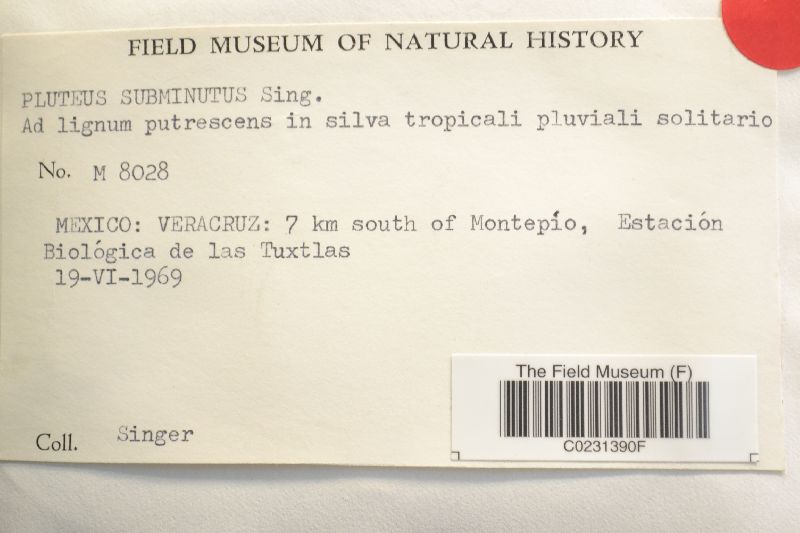 FIELD MUSEUM OF NATURAL HISTORY
PLUTEUS SUBMINUTUS Sing.
Ad lignum putrescens in silva tropicali pluviali solitario
No. M 8028
MEXICO: VERACRUZ: 7 km south of Montepío, Estación
Biológica de las Tuxtlas
19-VI-1969
Coll. Singer
The Field Museum (F)
C0231390F